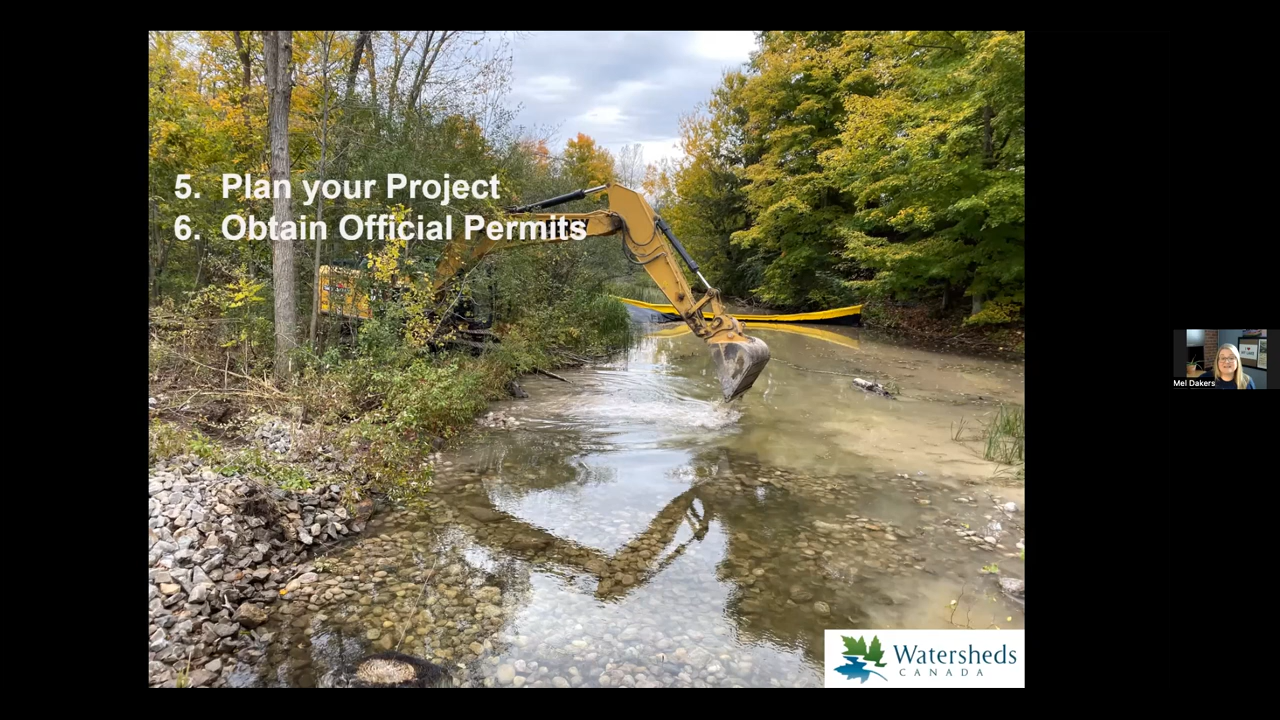 5. Plan your Project
6. Obtain Official Permits
Mel Dakers
Watersheds
CANADA